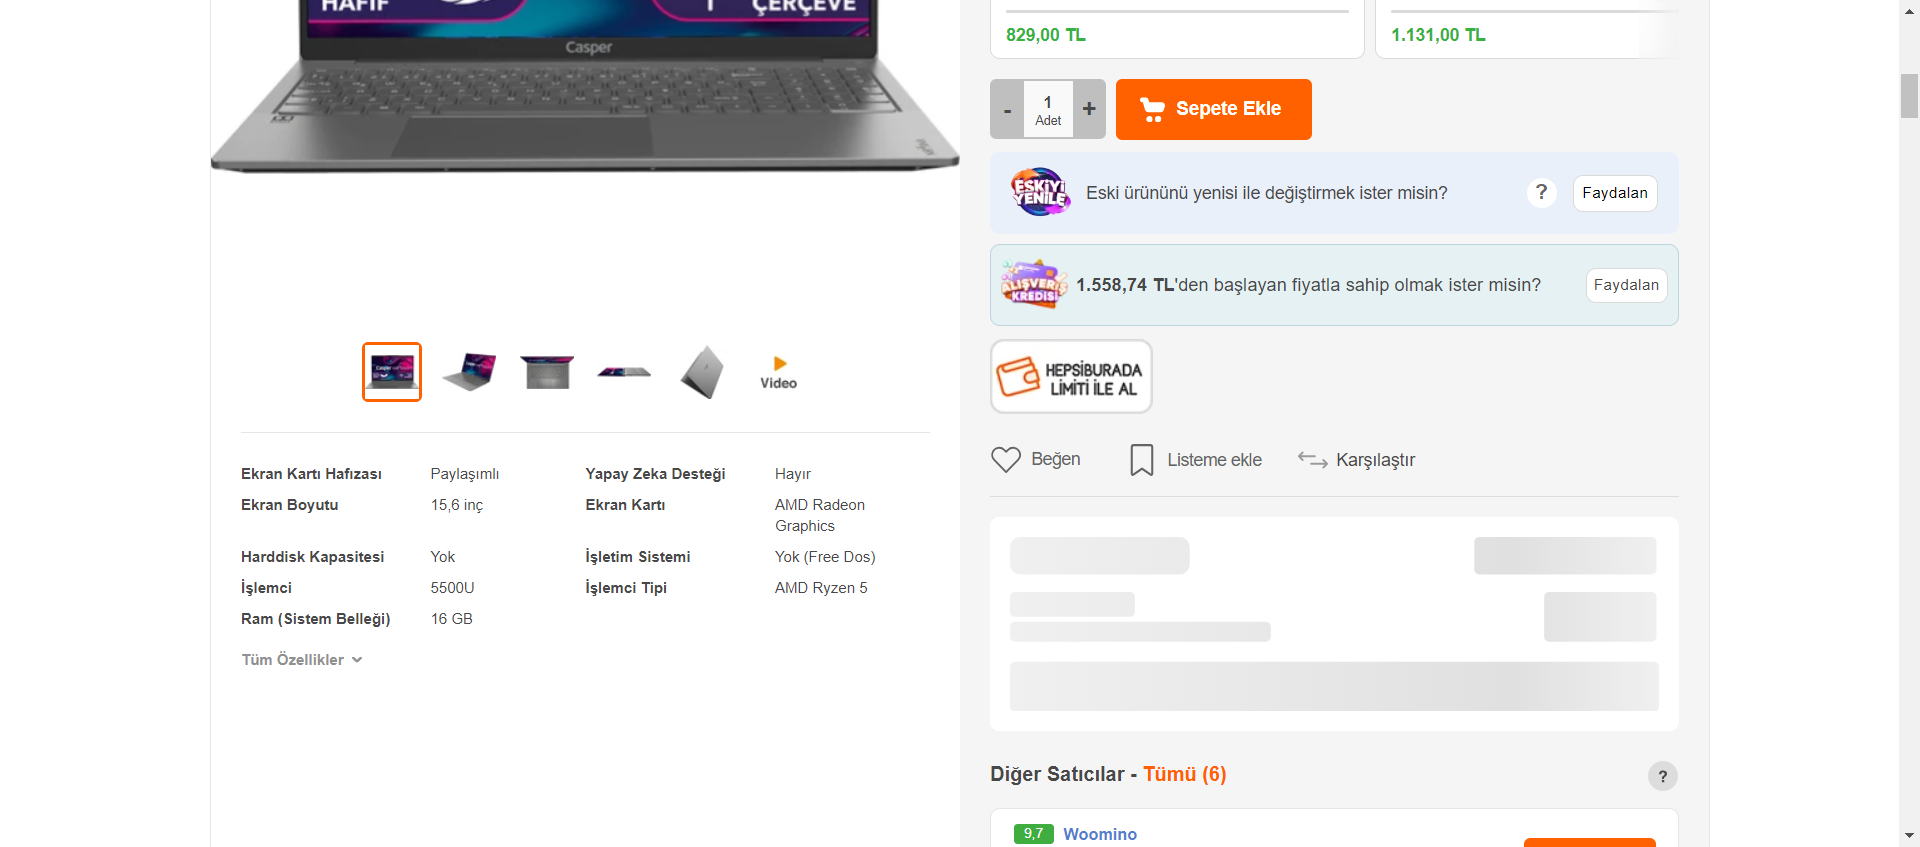 HAFİF
ÇERÇEVE
Casper
829,00 TL
1.131,00 TL
-
1
Adet
+
Sepete Ekle
ESKİYİ
YENİLE
Eski ürününü yenisi ile değiştirmek ister misin?
?
Faydalan
ALIŞVERİŞ
KREDİSİ
1.558,74 TL'den başlayan fiyatla sahip olmak ister misin?
Faydalan
HEPSİBURADA
LİMİTİ İLE AL
Video
Beğen
Listeme ekle
Karşılaştır
Ekran Kartı Hafızası
Paylaşımlı
Yapay Zeka Desteği
Hayır
Ekran Boyutu
15,6 inç
Ekran Kartı
AMD Radeon
Graphics
Harddisk Kapasitesi
Yok
İşletim Sistemi
Yok (Free Dos)
İşlemci
5500U
İşlemci Tipi
AMD Ryzen 5
Ram (Sistem Belleği)
16 GB
Tüm Özellikler
Diğer Satıcılar - Tümü (6)
?
9,7
Woomino